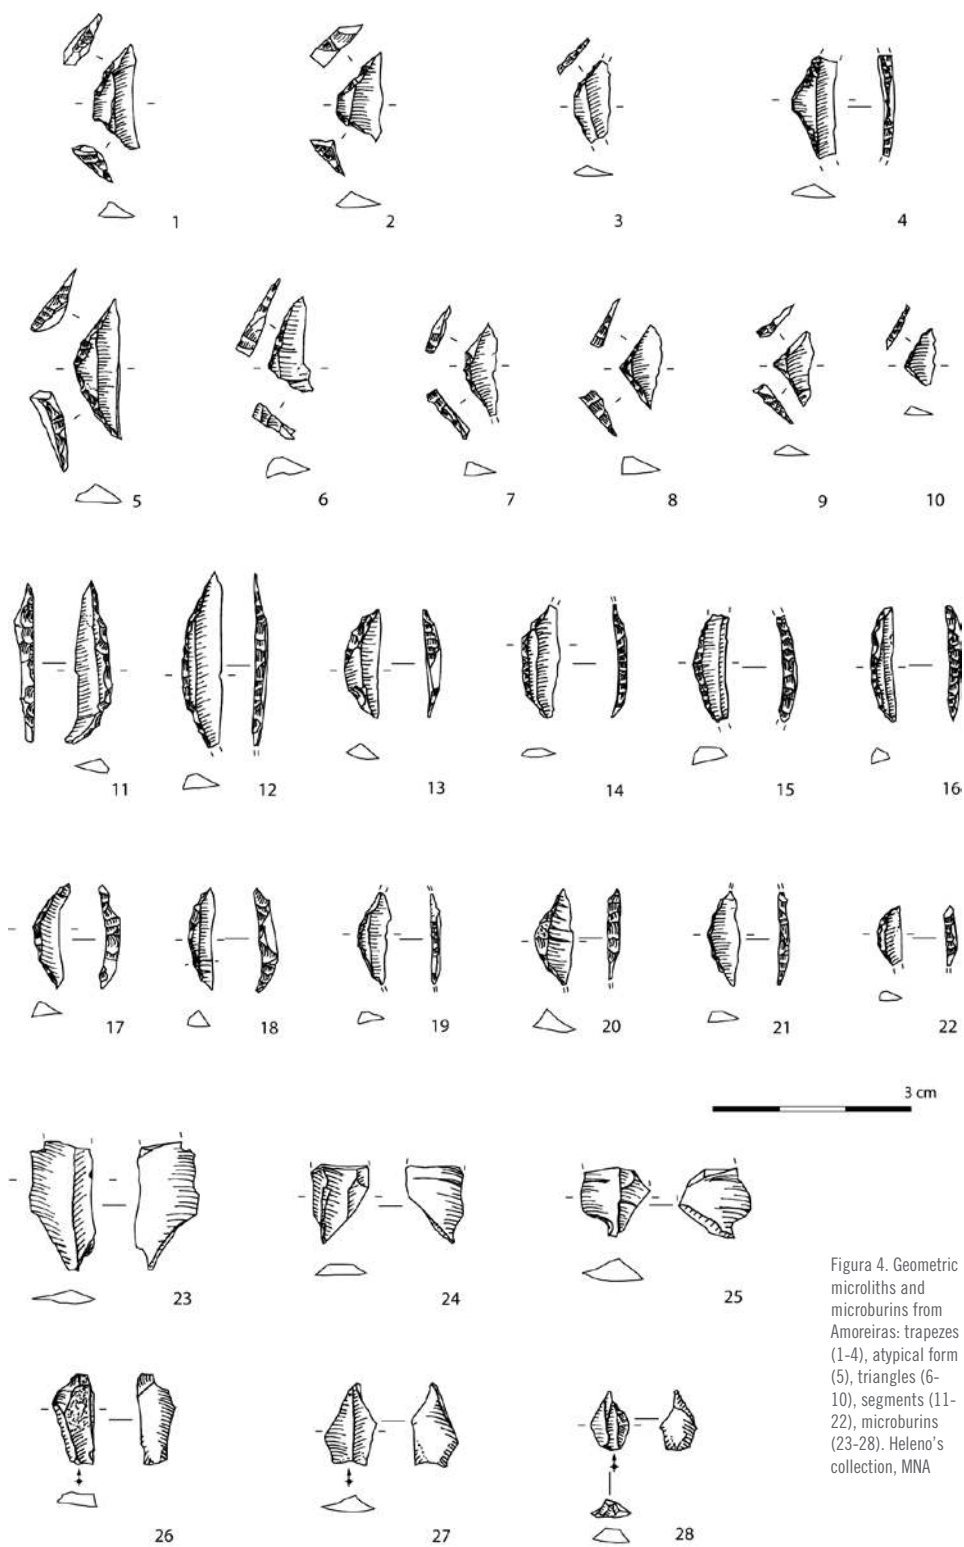 1 2 3 4
5 6 7 8 9 10
11 12 13 14 15 16
17 18 19 20 21 22
3 cm
23 24 25
26 27 28
Figura 4. Geometric
microliths and
microburins from
Amoreiras: trapezes
(1-4), atypical form
(5), triangles (6-
10), segments (11-
22), microburins
(23-28). Heleno’s
collection, MNA